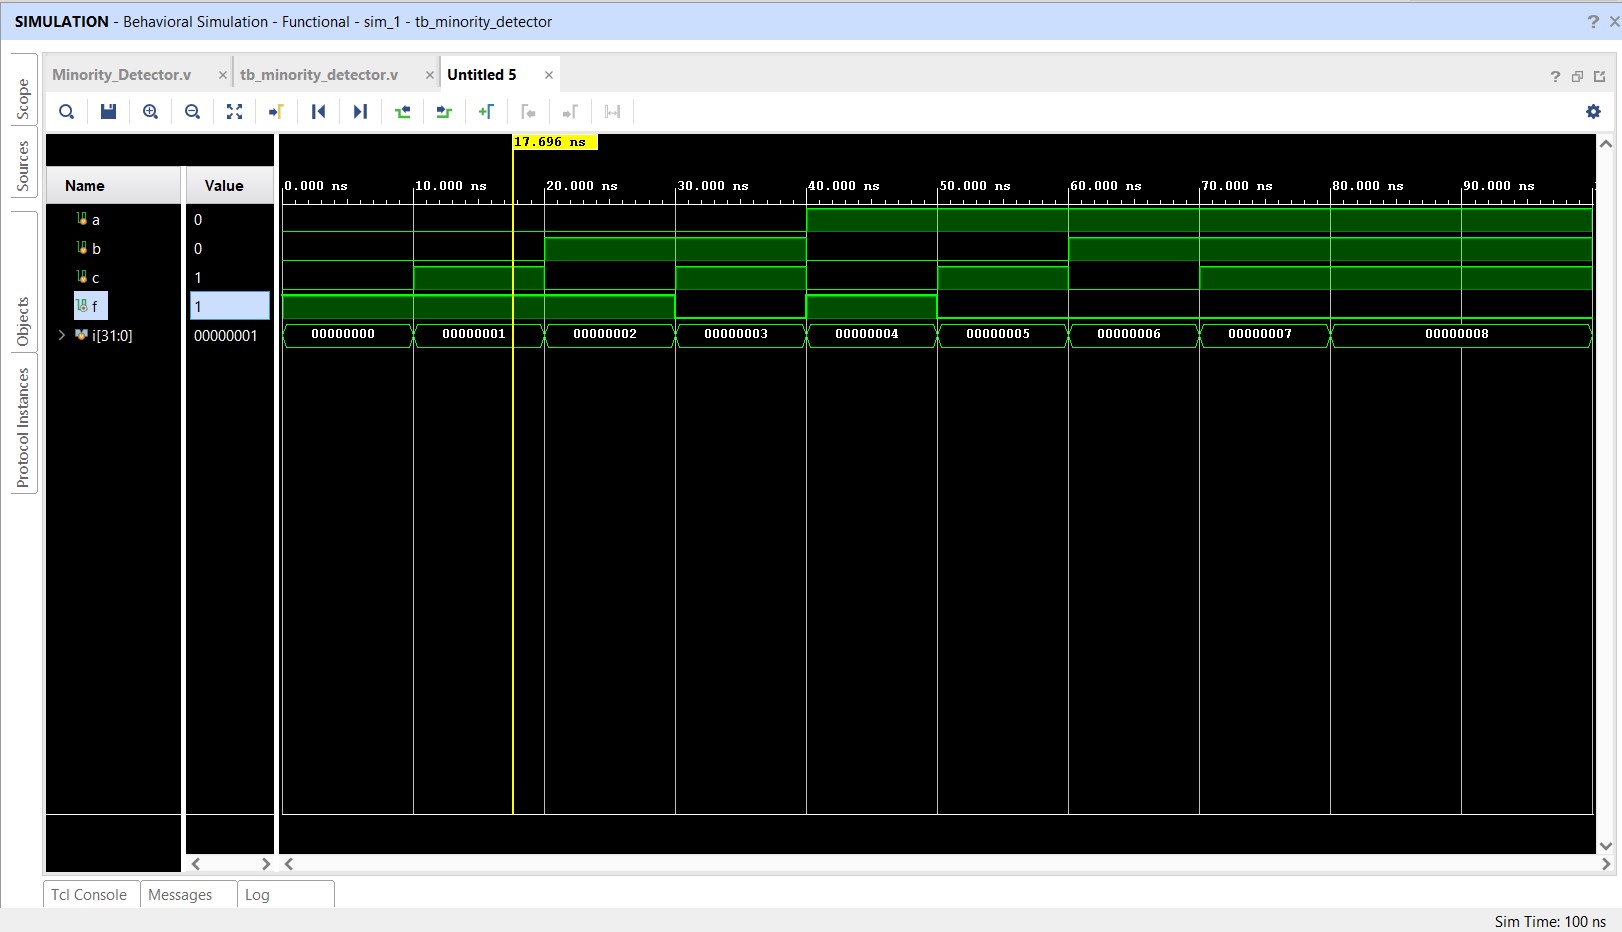 SIMULATION - Behavioral Simulation - Functional - sim_1 - tb_minority_detector
? ×
Scope
Sources
Objects
Protocol Instances
Minority_Detector.v ×
tb_minority_detector.v ×
Untitled 5 ×
?
17.696 ns
Name
Value
0.000 ns 10.000 ns 20.000 ns 30.000 ns 40.000 ns 50.000 ns 60.000 ns 70.000 ns 80.000 ns 90.000 ns
a 0
b 0
c 1
f 1
i[31:0] 00000001 00000000 00000001 00000002 00000003 00000004 00000005 00000006 00000007 00000008
Tcl Console
Messages
Log
Sim Time: 100 ns